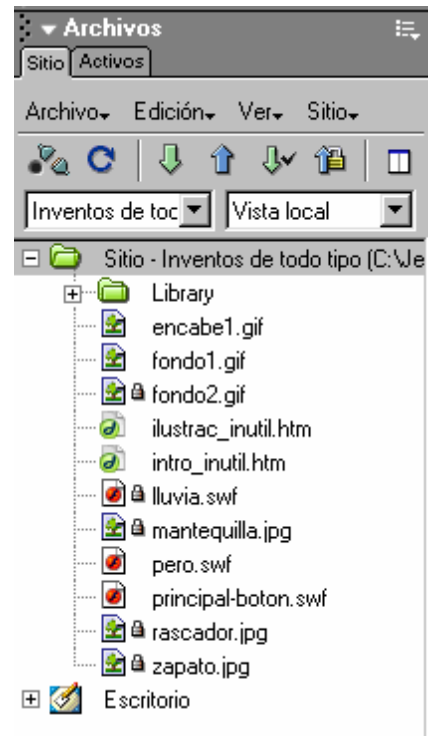 Archivos
Sitio Activos
Archivo Edición Ver Sitio
Inventos de toc Vista local
Sitio - Inventos de todo tipo (C:\Je
Library
encabe1.gif
fondo1.gif
fondo2.gif
ilustrac_inutil.htm
intro_inutil.htm
lluvia.swf
mantequilla.jpg
pero.swf
principal-boton.swf
rascador.jpg
zapato.jpg
Escritorio